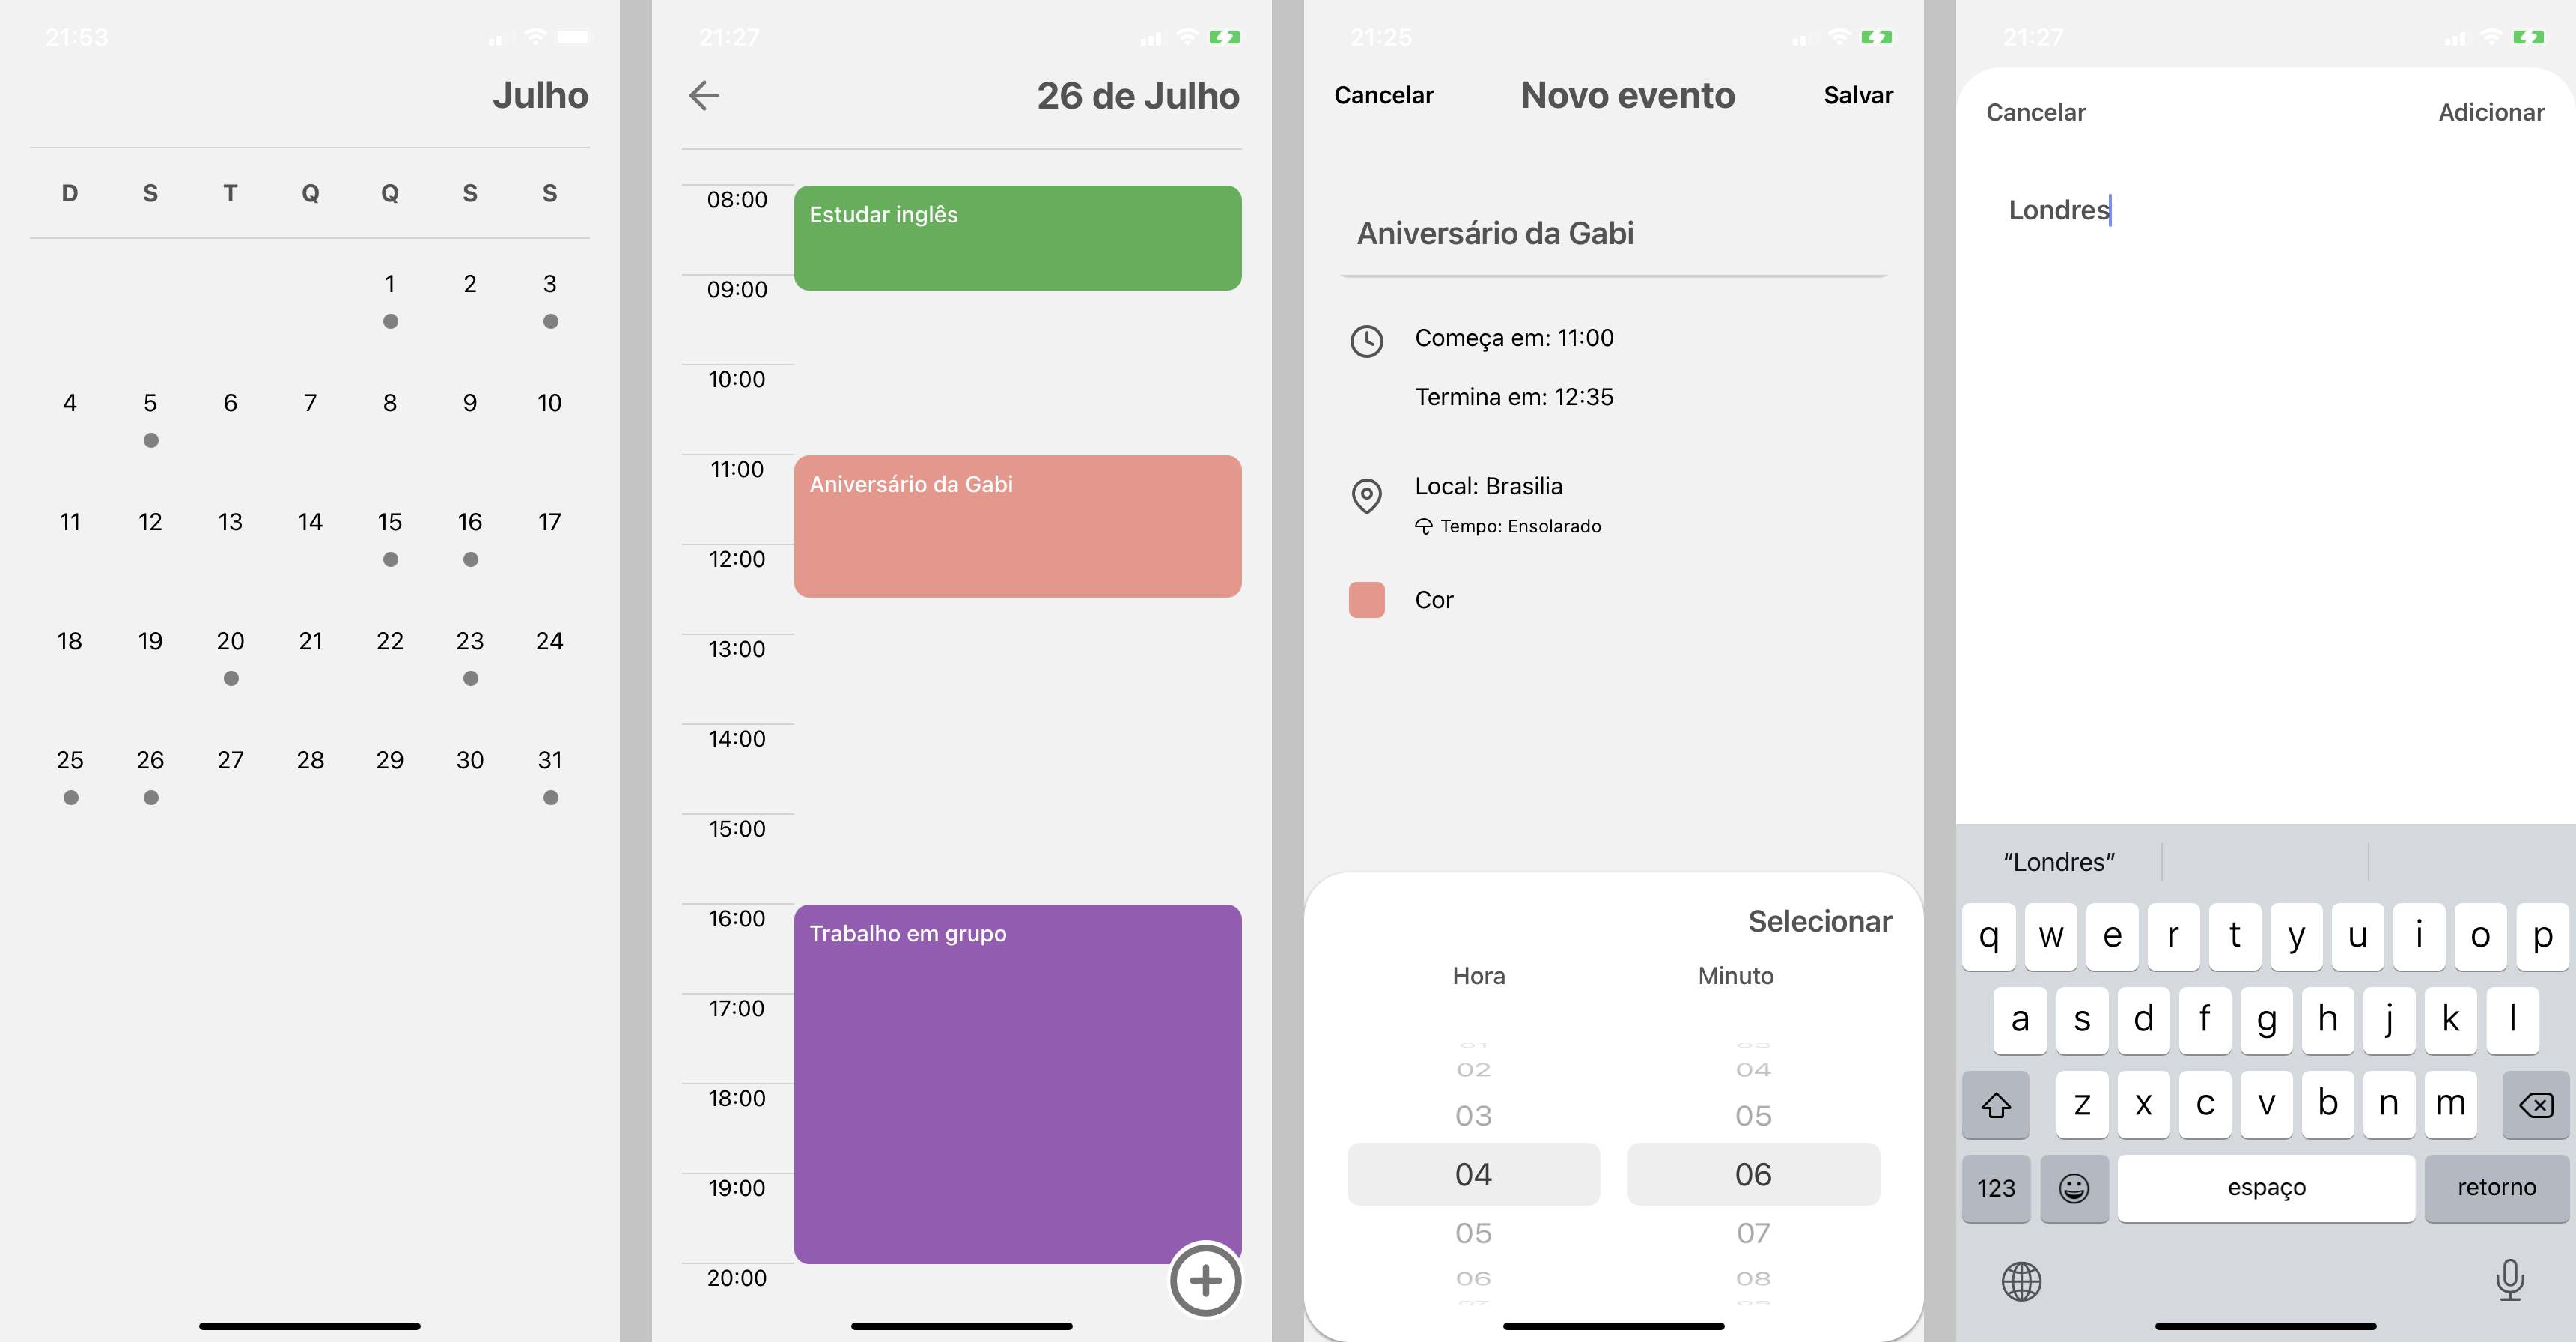 21:53
Julho
D S T Q Q S S
1 2 3
4 5 6 7 8 9 10
11 12 13 14 15 16 17
18 19 20 21 22 23 24
25 26 27 28 29 30 31
21:27
26 de Julho
08:00
Estudar inglês
09:00
10:00
11:00
Aniversário da Gabi
12:00
13:00
14:00
15:00
16:00
Trabalho em grupo
17:00
18:00
19:00
20:00
21:25
Cancelar Novo evento Salvar
Aniversário da Gabi
Começa em: 11:00
Termina em: 12:35
Local: Brasilia
Tempo: Ensolarado
Cor
Selecionar
Hora Minuto
01 03
02 04
03 05
04 06
05 07
06 08
07 09
21:27
Cancelar Adicionar
Londres
“Londres”
q w e r t y u i o p
a s d f g h j k l
z x c v b n m
123 espaço retorno